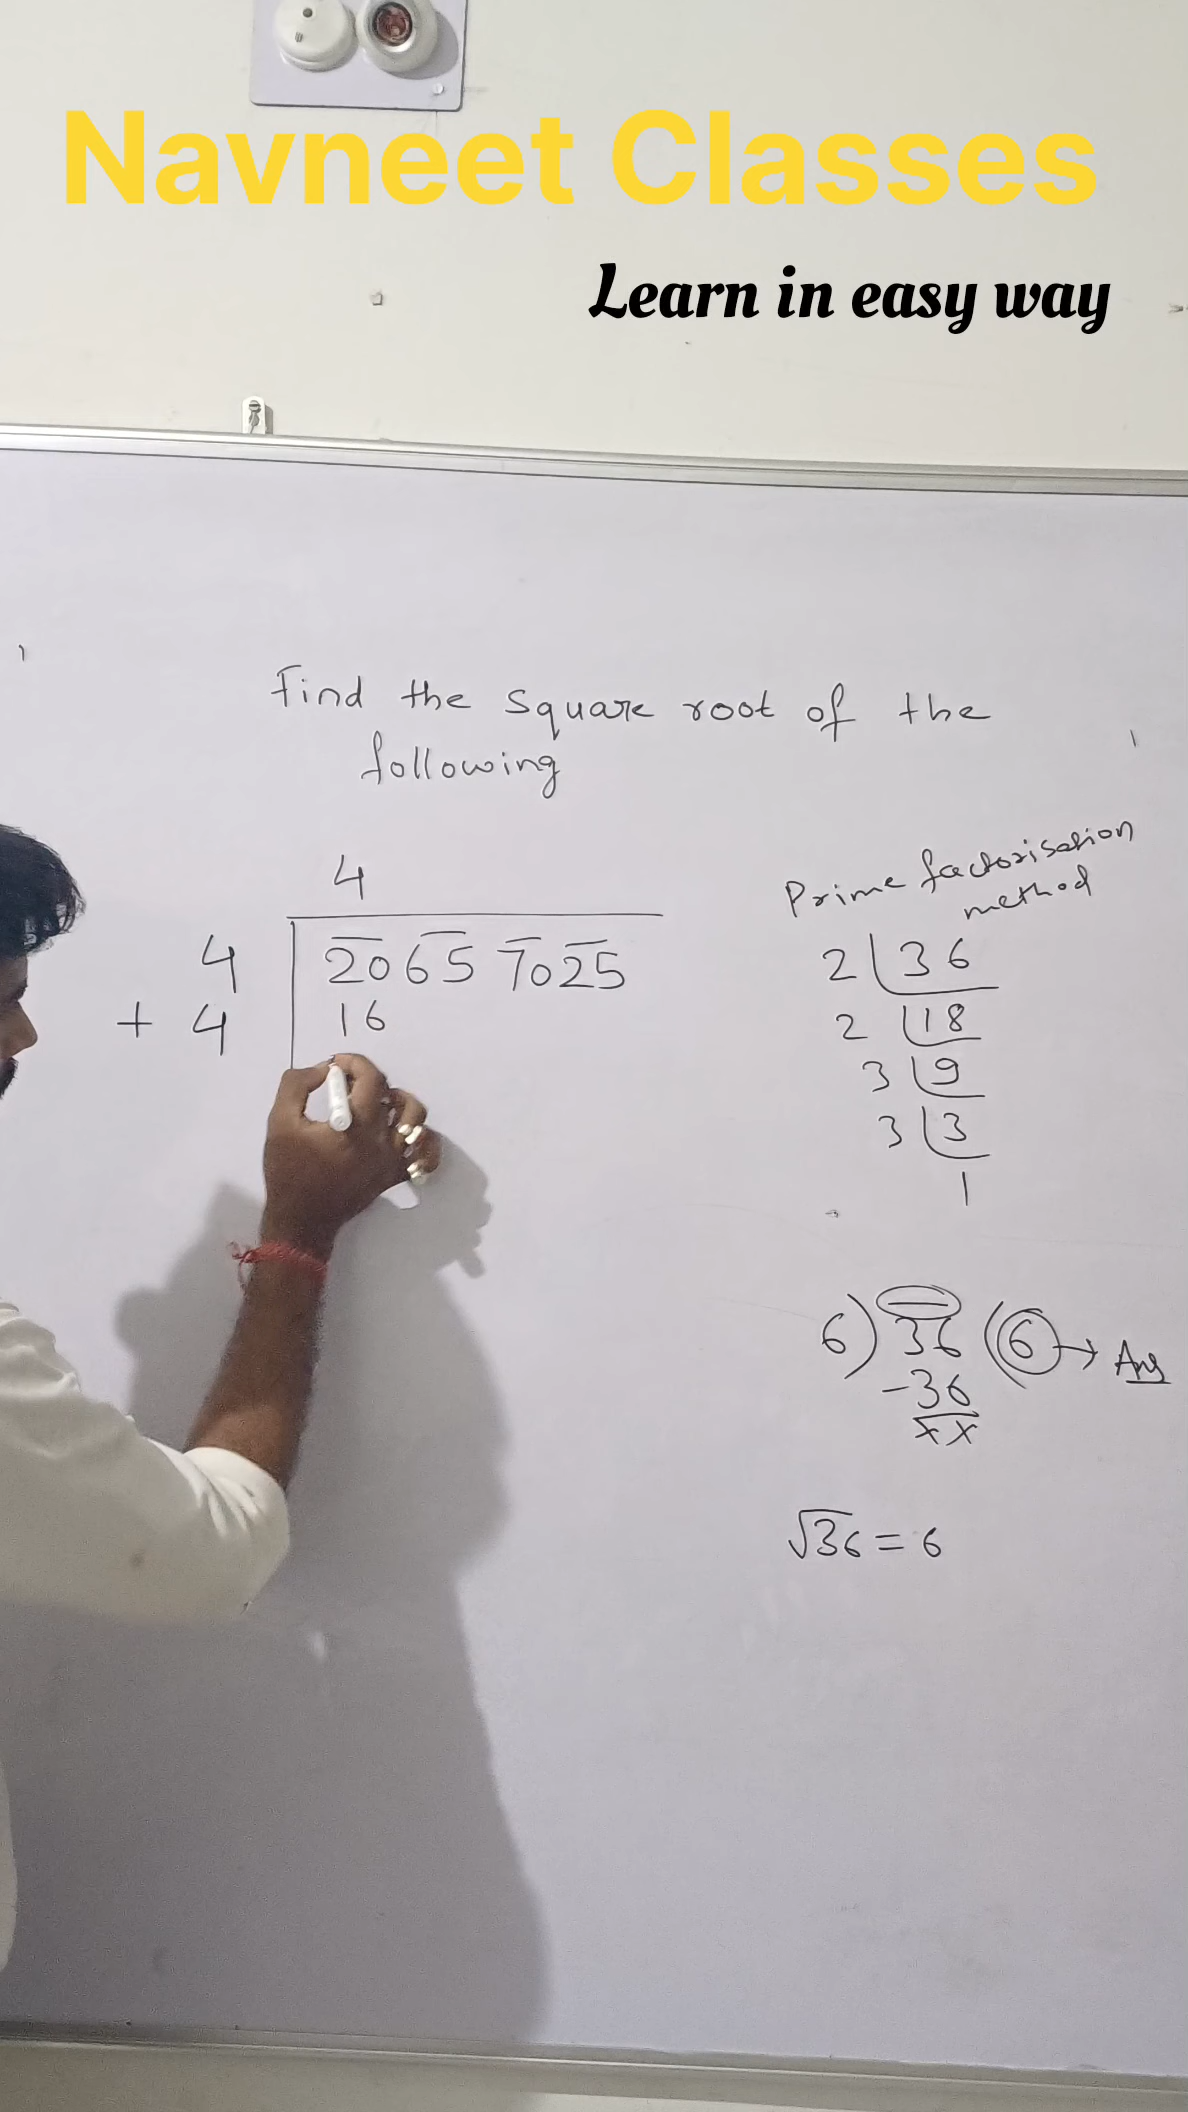 Navneet Classes
Learn in easy way
Find the square root of the
following
4
4 20 65 70 25
+ 4 16
Prime factorisation
method
2 36
2 18
3 9
3 3
1
6) 36 (6 → Ans
-36
xx
√36 = 6